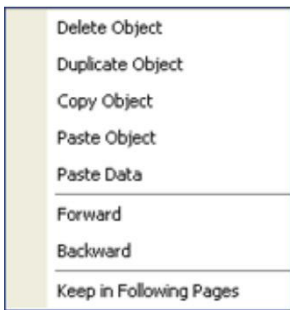 Delete Object
Duplicate Object
Copy Object
Paste Object
Paste Data
Forward
Backward
Keep in Following Pages